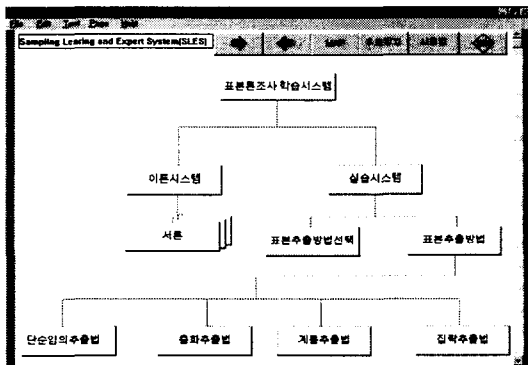 File Edit Text Page Help
Sampling Learing and Expert System(SLES)
표본론조사 학습시스템
이론시스템 실습시스템
서론 표본추출방법선택 표본추출방법
단순임의추출법 층화추출법 계통추출법 집락추출법